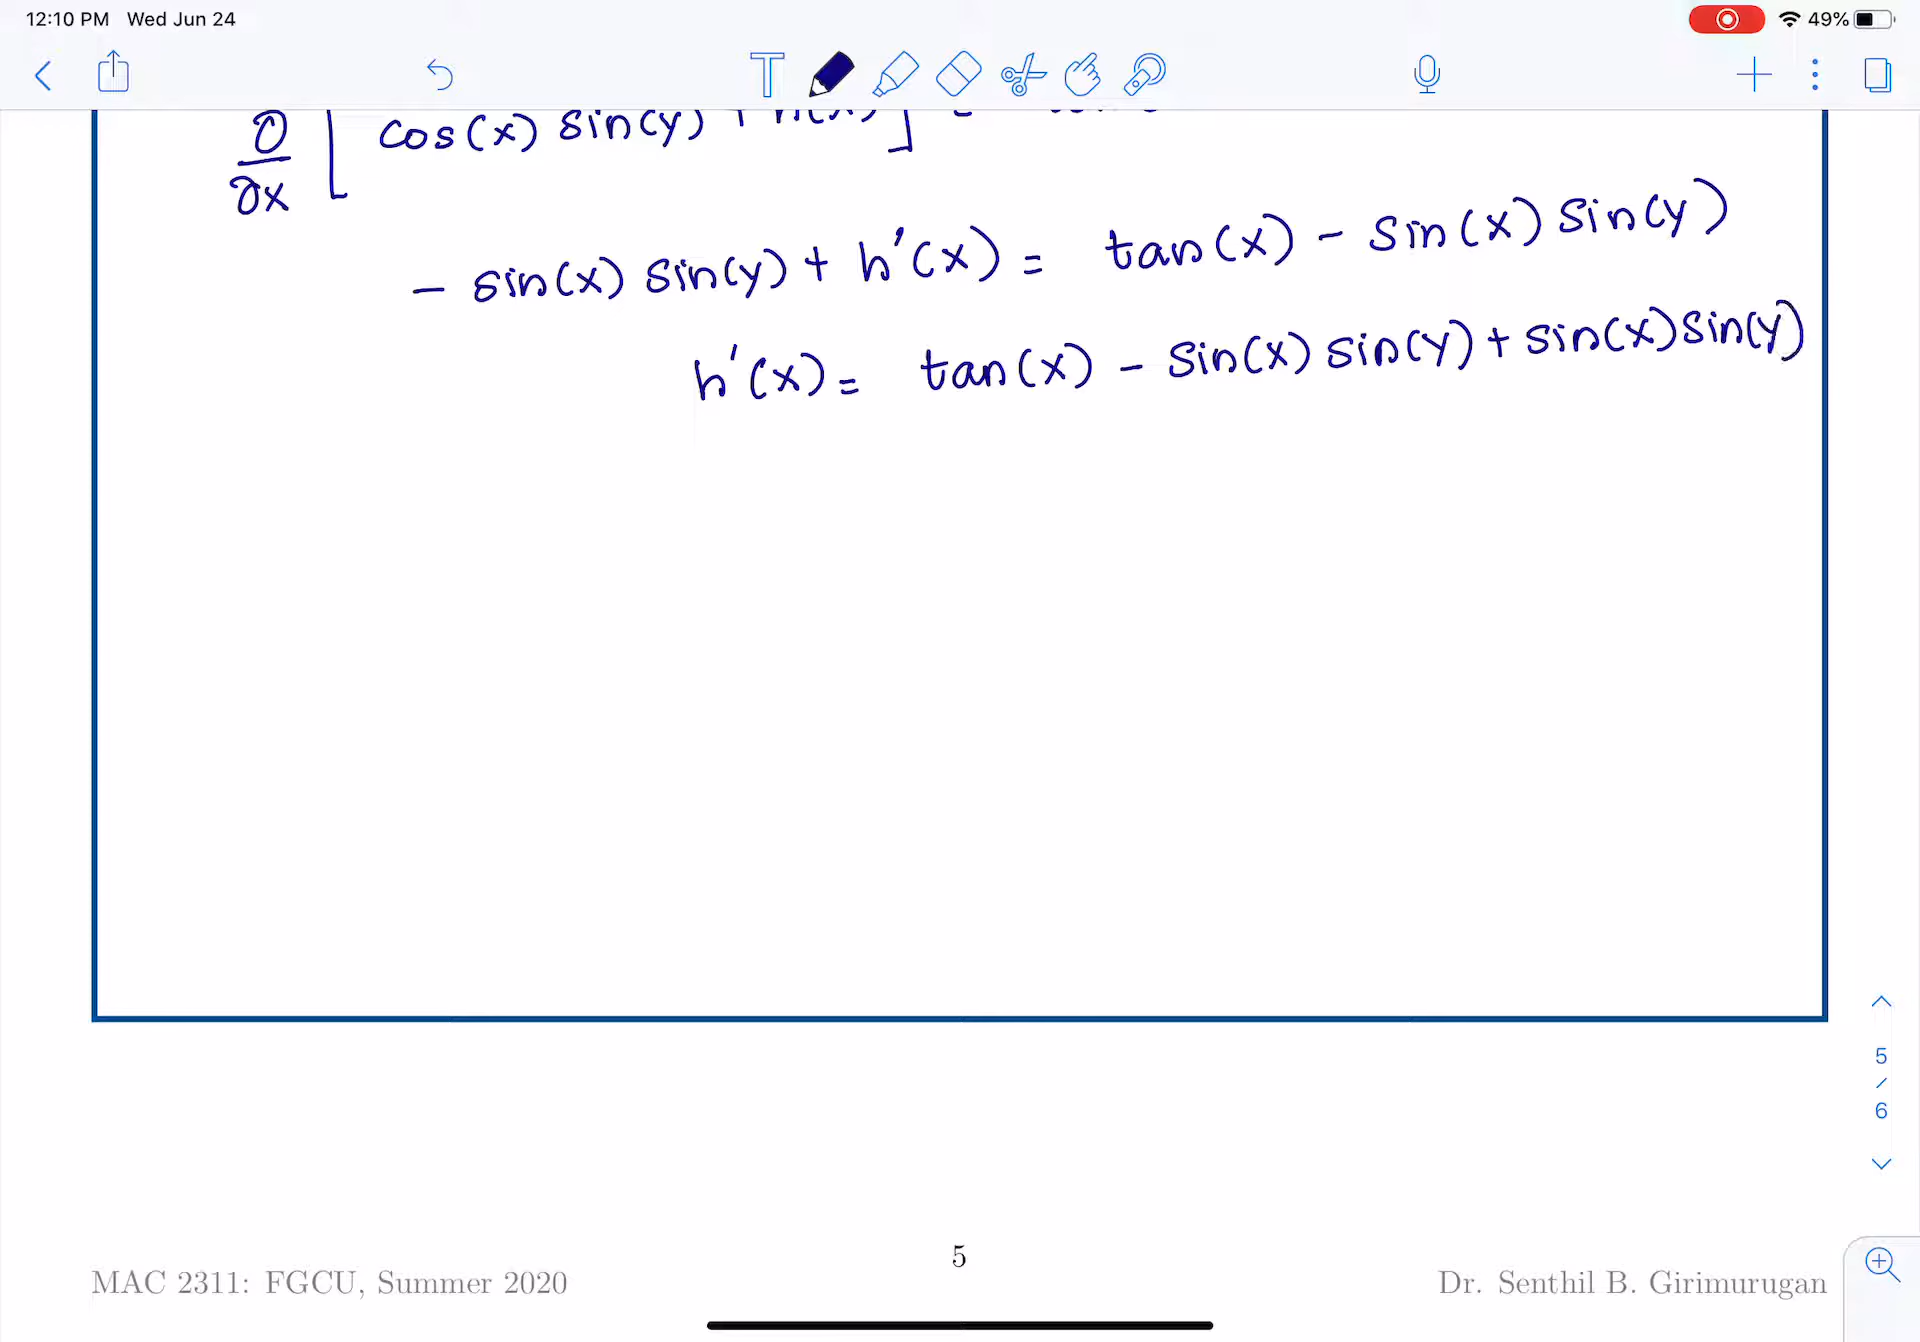 12:10 PM Wed Jun 24
49%
T
∂/∂x [ cos(x) sin(y) + h(x) ] =
- sin(x) sin(y) + h'(x) = tan(x) - sin(x) sin(y)
h'(x) = tan(x) - sin(x) sin(y) + sin(x) sin(y)
5
/
6
5
MAC 2311: FGCU, Summer 2020
Dr. Senthil B. Girimurugan